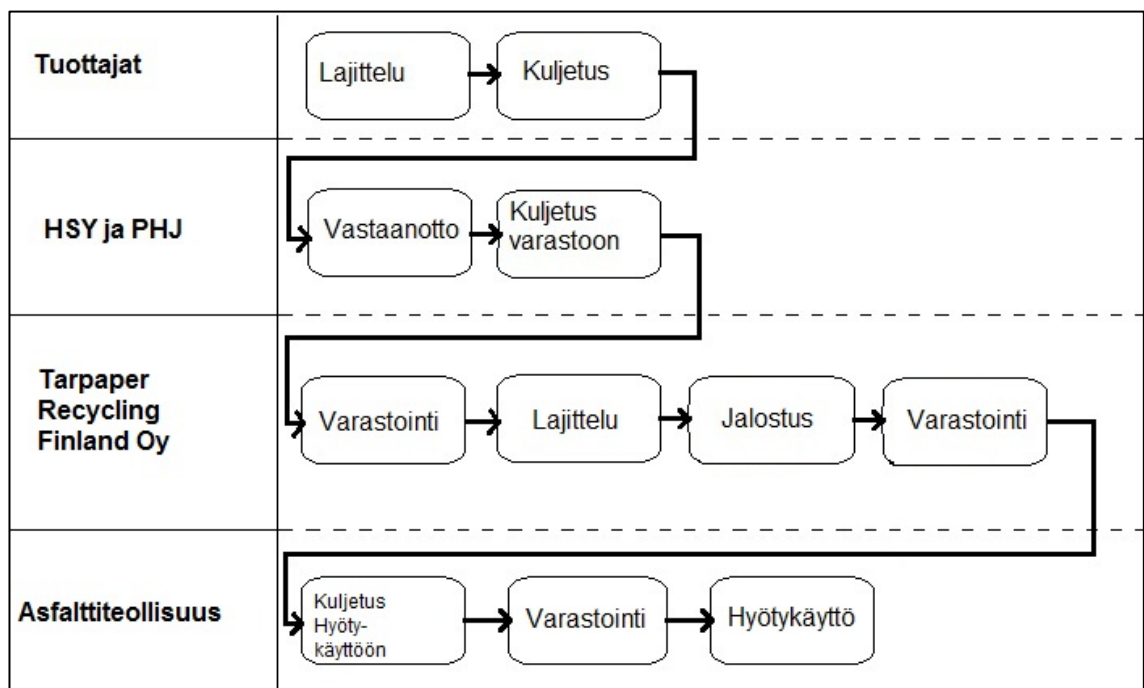 Tuottajat
Lajittelu
Kuljetus
HSY ja PHJ
Vastaanotto
Kuljetus
varastoon
Tarpaper
Recycling
Finland Oy
Varastointi
Lajittelu
Jalostus
Varastointi
Asfalttiteollisuus
Kuljetus
Hyöty-
käyttöön
Varastointi
Hyötykäyttö